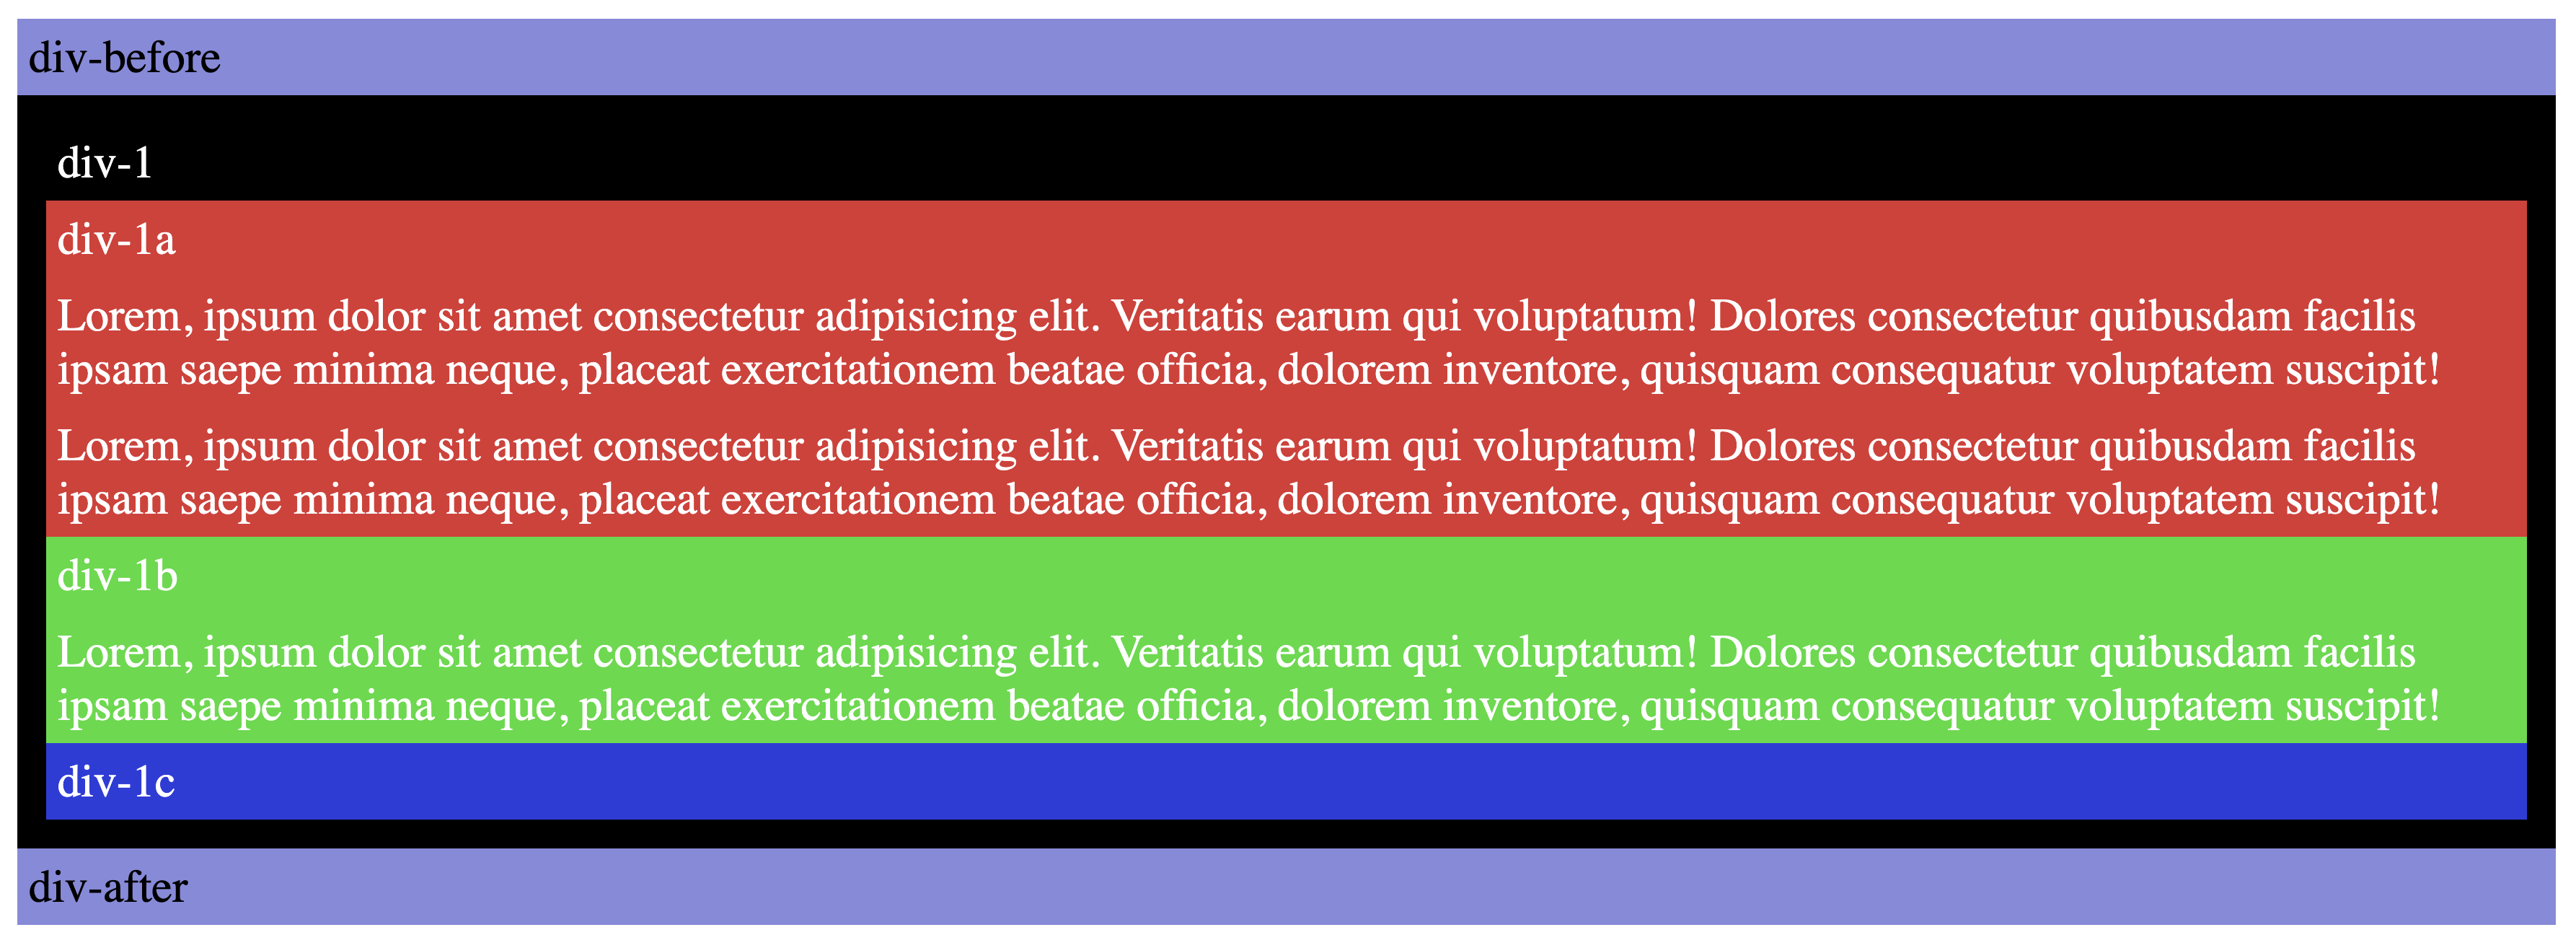 div-before
div-1
div-1a
Lorem, ipsum dolor sit amet consectetur adipisicing elit. Veritatis earum qui voluptatum! Dolores consectetur quibusdam facilis
ipsam saepe minima neque, placeat exercitationem beatae officia, dolorem inventore, quisquam consequatur voluptatem suscipit!
Lorem, ipsum dolor sit amet consectetur adipisicing elit. Veritatis earum qui voluptatum! Dolores consectetur quibusdam facilis
ipsam saepe minima neque, placeat exercitationem beatae officia, dolorem inventore, quisquam consequatur voluptatem suscipit!
div-1b
Lorem, ipsum dolor sit amet consectetur adipisicing elit. Veritatis earum qui voluptatum! Dolores consectetur quibusdam facilis
ipsam saepe minima neque, placeat exercitationem beatae officia, dolorem inventore, quisquam consequatur voluptatem suscipit!
div-1c
div-after